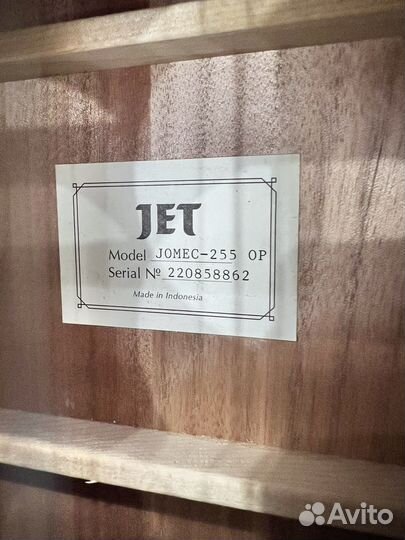 JET
Model JOMEC-255 OP
Serial № 220858862
Made in Indonesia
Avito